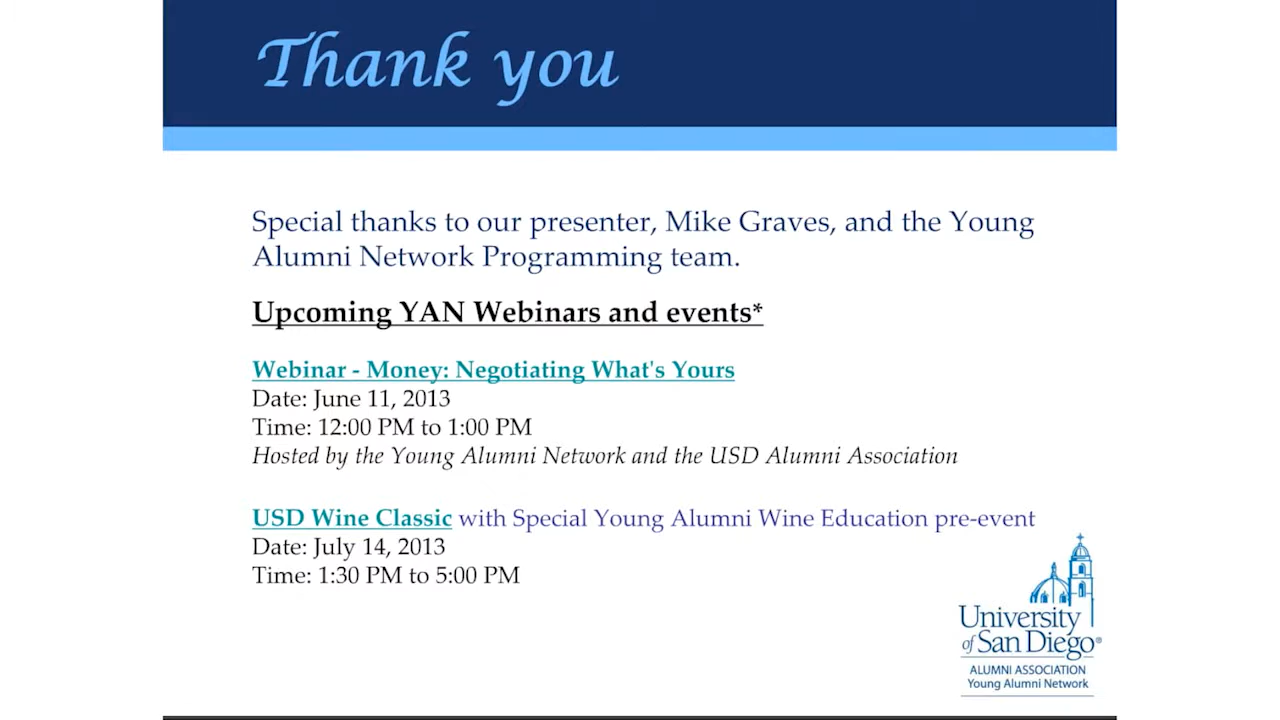 Thank you
Special thanks to our presenter, Mike Graves, and the Young
Alumni Network Programming team.
Upcoming YAN Webinars and events*
Webinar - Money: Negotiating What's Yours
Date: June 11, 2013
Time: 12:00 PM to 1:00 PM
Hosted by the Young Alumni Network and the USD Alumni Association
USD Wine Classic with Special Young Alumni Wine Education pre-event
Date: July 14, 2013
Time: 1:30 PM to 5:00 PM
University
of San Diego®
ALUMNI ASSOCIATION
Young Alumni Network